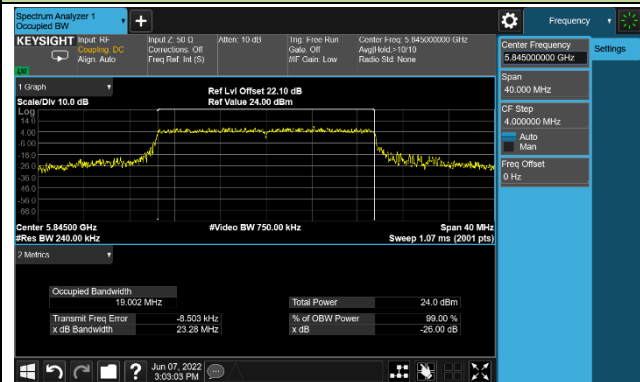 Spectrum Analyzer 1
Occupied BW
Frequency
KEYSIGHT
Input: RF
Coupling: DC
Align: Auto
Input Z: 50 Ω
Corrections: Off
Freq Ref: Int (S)
Atten: 10 dB
Trig: Free Run
Gate: Off
#IF Gain: Low
Center Freq: 5.845000000 GHz
Avg|Hold:>10/10
Radio Std: None
LW
Center Frequency
5.845000000 GHz
Settings
Span
40.000 MHz
CF Step
4.000000 MHz
Auto
Man
Freq Offset
0 Hz
1 Graph
Scale/Div 10.0 dB
Ref Lvl Offset 22.10 dB
Ref Value 24.00 dBm
Log
14.0
4.00
-6.00
-16.0
-26.0
-36.0
-46.0
-56.0
-66.0
Center 5.84500 GHz
#Res BW 240.00 kHz
#Video BW 750.00 kHz
Span 40 MHz
Sweep 1.07 ms (2001 pts)
2 Metrics
Occupied Bandwidth
19.002 MHz
Total Power 24.0 dBm
Transmit Freq Error -8.503 kHz
% of OBW Power 99.00 %
x dB Bandwidth 23.28 MHz
x dB -26.00 dB
?
Jun 07, 2022
3:03:03 PM